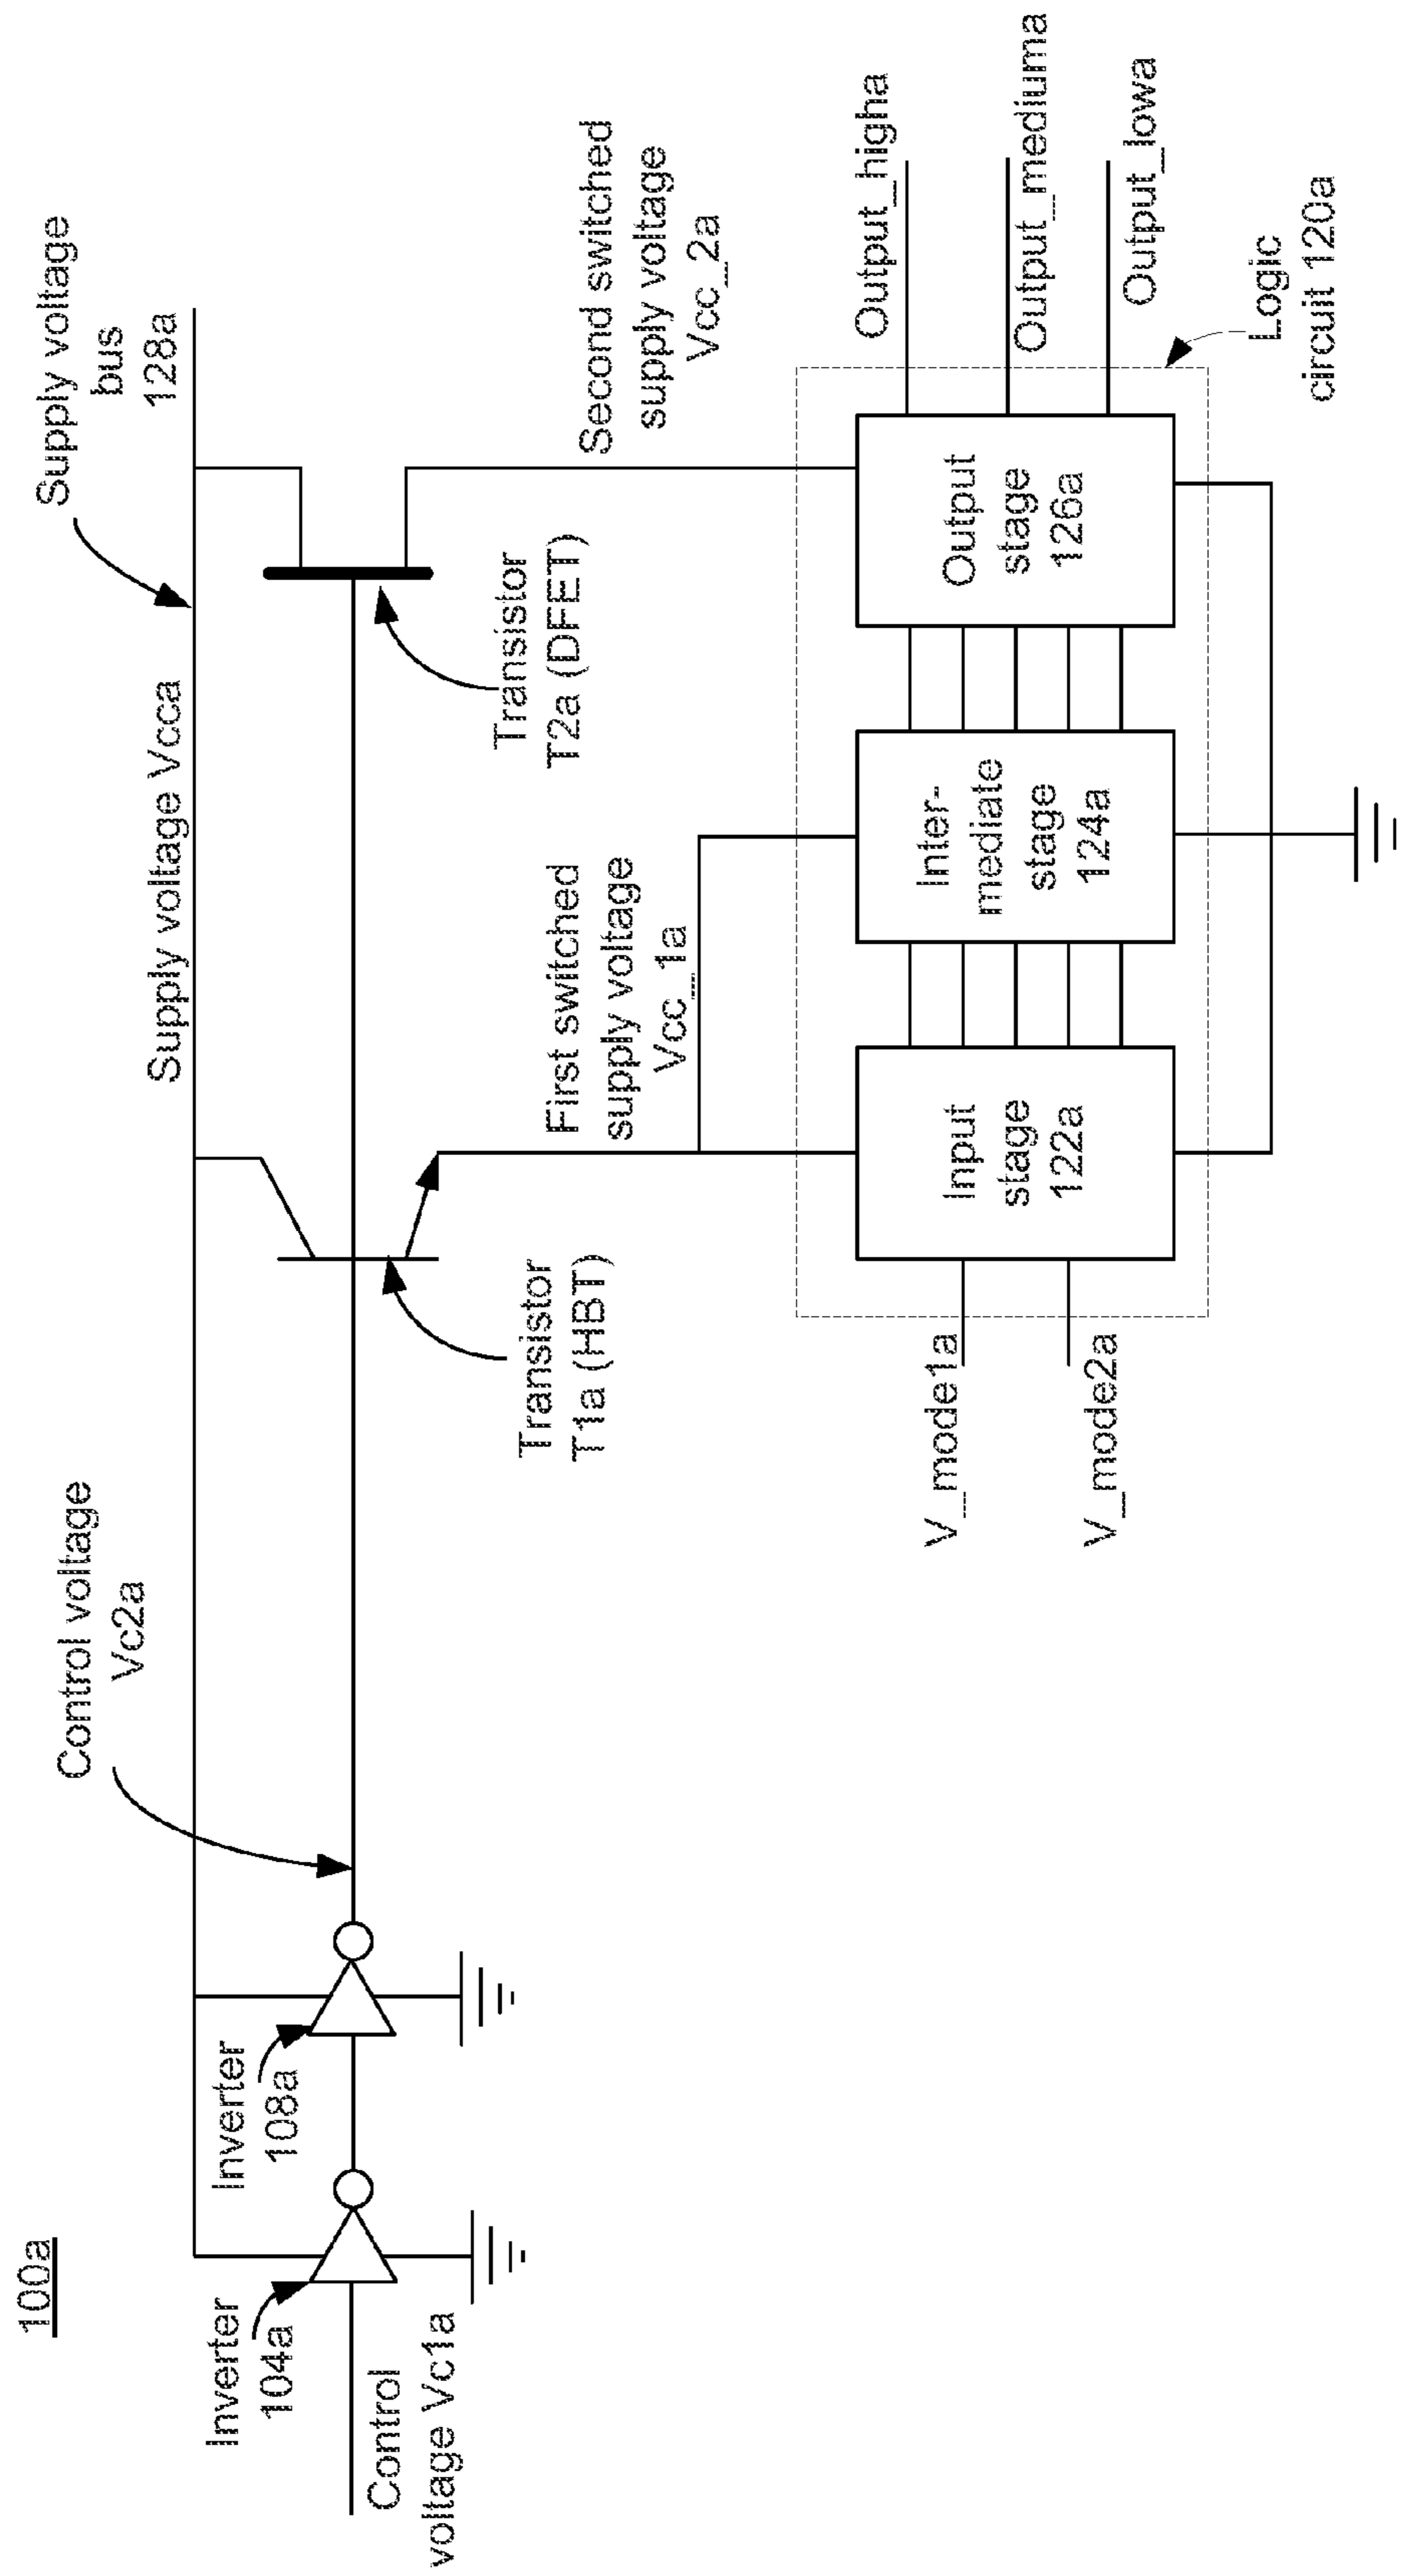 100a
Supply voltage
bus
128a
Control voltage
Vc2a
Supply voltage Vcca
Inverter
104a
Inverter
108a
Control
voltage Vc1a
Transistor
T1a (HBT)
Transistor
T2a (DFET)
First switched
supply voltage
Vcc_1a
Second switched
supply voltage
Vcc_2a
V_mode1a
V_mode2a
Input
stage
122a
Inter-
mediate
stage
124a
Output
stage
126a
Output_higha
Output_mediuma
Output_lowa
Logic
circuit 120a